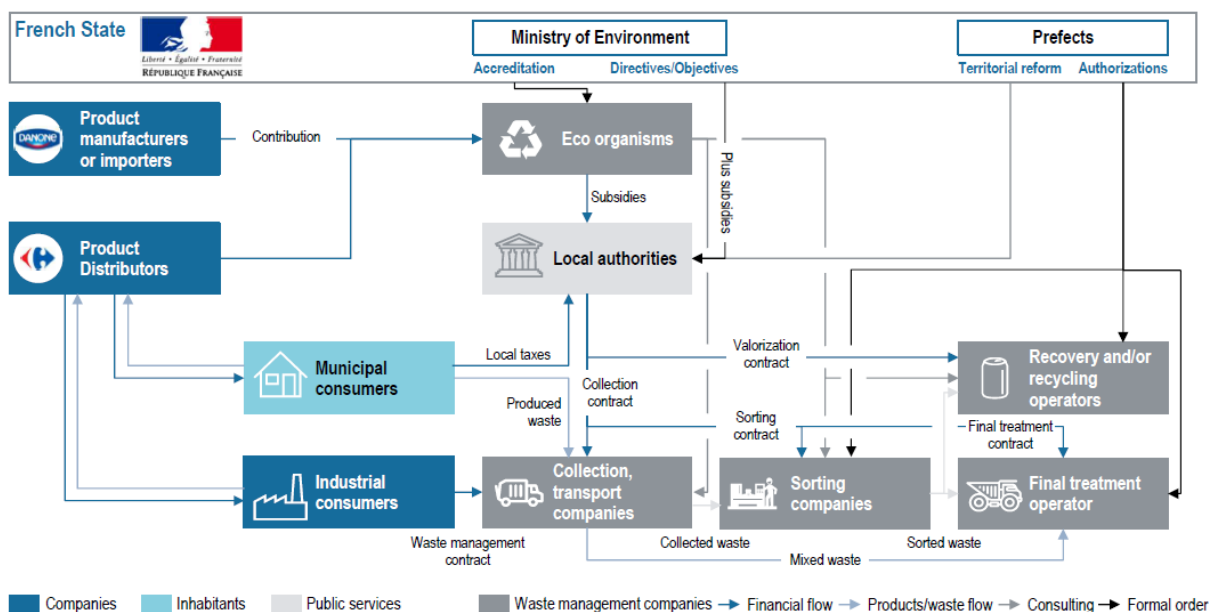 French State
Liberté • Égalité • Fraternité
RÉPUBLIQUE FRANÇAISE
Ministry of Environment
Accreditation
Directives/Objectives
Prefects
Territorial reform
Authorizations
DANONE
Product
manufacturers
or importers
Contribution
Eco organisms
Subsidies
Plus subsidies
Product
Distributors
Local authorities
Municipal
consumers
Local taxes
Produced
waste
Collection
contract
Valorization
contract
Sorting
contract
Recovery and/or
recycling
operators
Final treatment
contract
Industrial
consumers
Waste management
contract
Collection,
transport
companies
Collected waste
Sorting
companies
Sorted waste
Final treatment
operator
Mixed waste
Companies
Inhabitants
Public services
Waste management companies
Financial flow
Products/waste flow
Consulting
Formal order